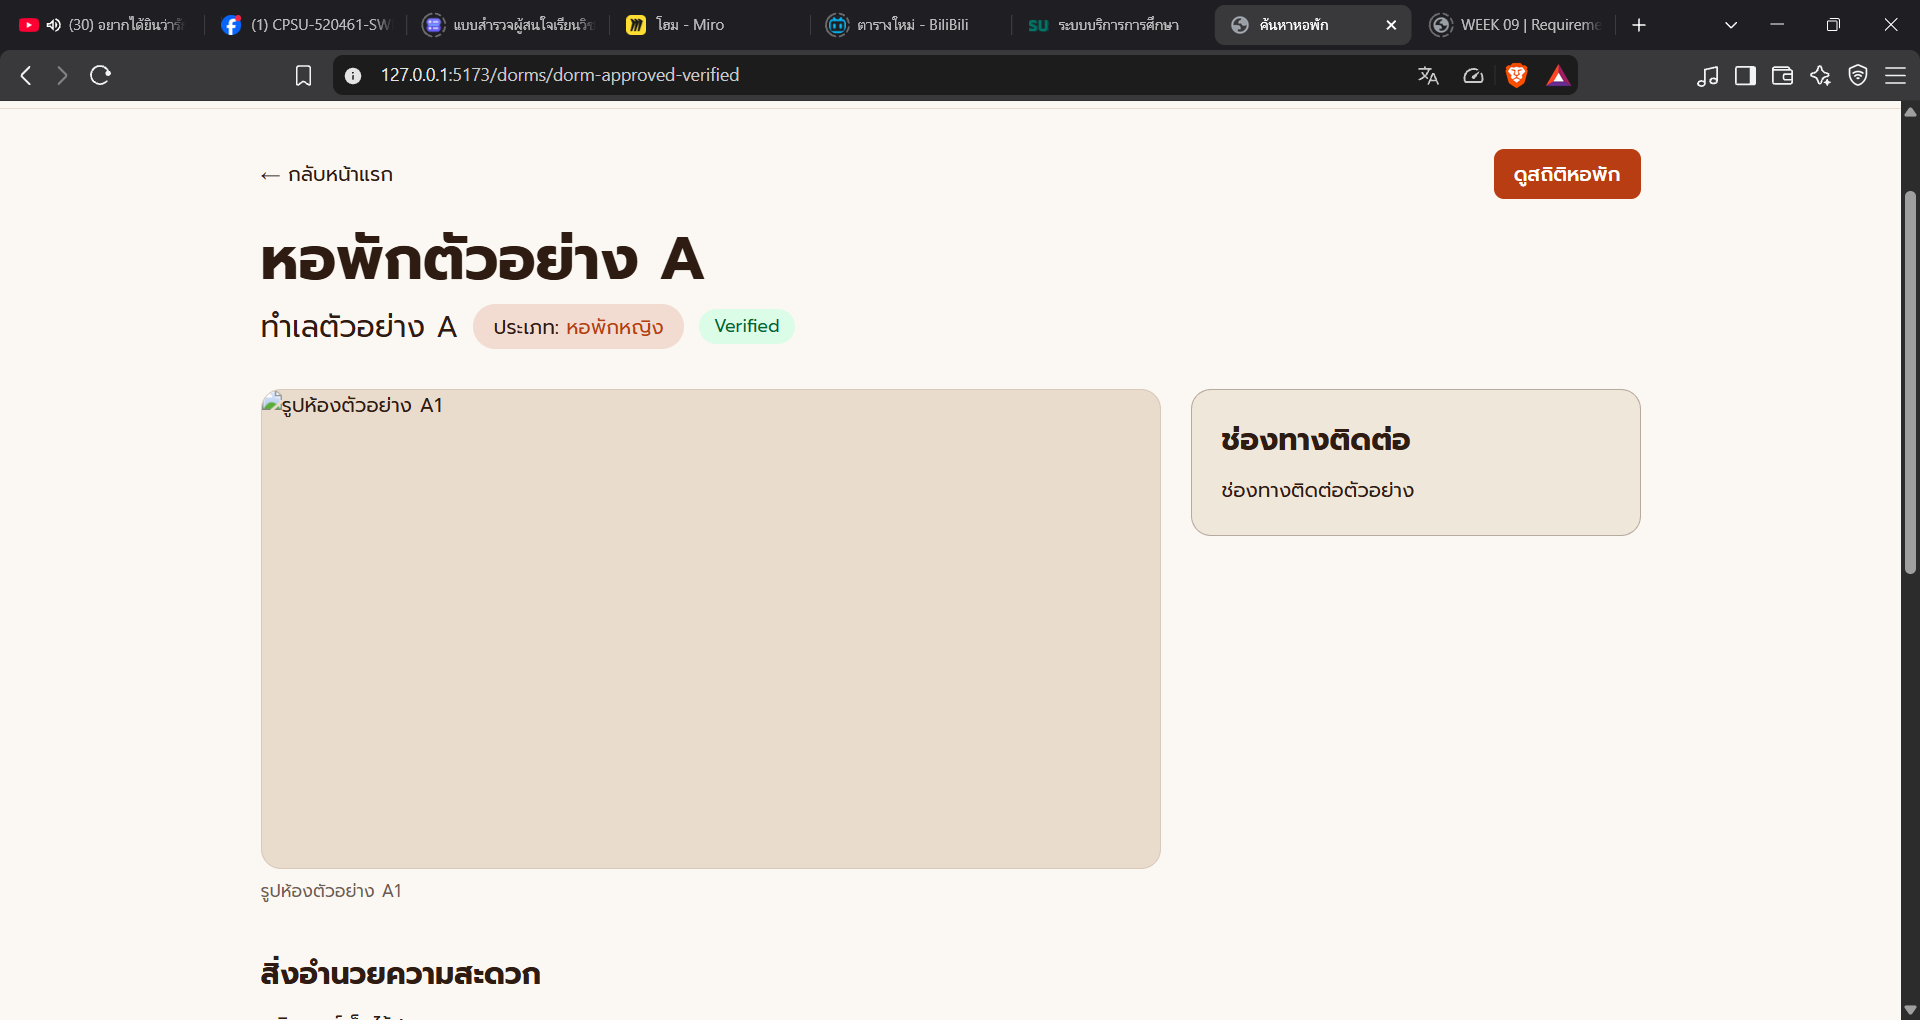 (30) อยากได้ยินว่ารั
(1) CPSU-520461-SW
แบบสำรวจผู้สนใจเรียนวิช
โฮม - Miro
ตารางใหม่ - BiliBili
SU ระบบบริการการศึกษา
ค้นหาหอพัก
WEEK 09 | Requireme
127.0.0.1:5173/dorms/dorm-approved-verified
← กลับหน้าแรก
ดูสถิติหอพัก
หอพักตัวอย่าง A
ทำเลตัวอย่าง A
ประเภท: หอพักหญิง
Verified
รูปห้องตัวอย่าง A1
ช่องทางติดต่อ
ช่องทางติดต่อตัวอย่าง
รูปห้องตัวอย่าง A1
สิ่งอำนวยความสะดวก